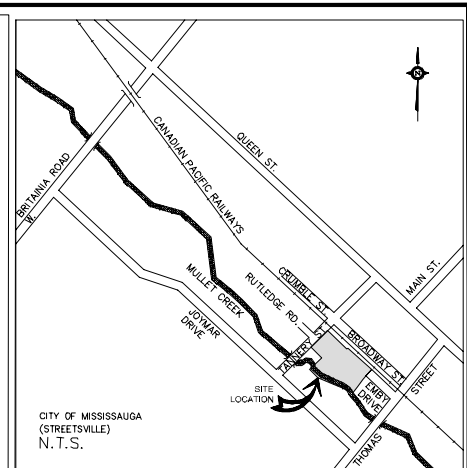 N
QUEEN ST.
CANADIAN PACIFIC RAILWAYS
BRITAINIA ROAD
W.
MAIN ST.
CRUMBLE ST
RUTLEDGE RD.
MULLET CREEK
JOYMAR
DRIVE
TANNERY ST
BROADWAY ST.
SITE
LOCATION
EMBY
DRIVE
THOMAS STREET
CITY OF MISSISSAUGA
(STREETSVILLE)
N.T.S.